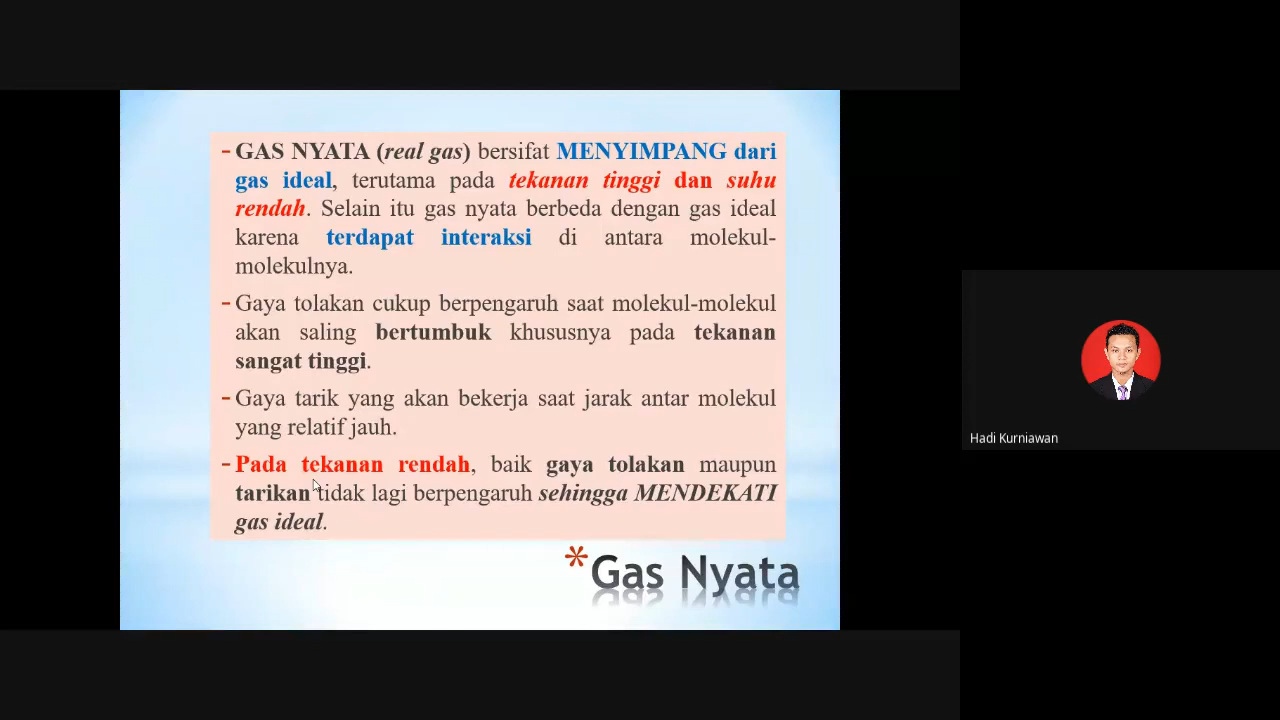 - GAS NYATA (real gas) bersifat MENYIMPANG dari
gas ideal, terutama pada tekanan tinggi dan suhu
rendah. Selain itu gas nyata berbeda dengan gas ideal
karena terdapat interaksi di antara molekul-
molekulnya.
- Gaya tolakan cukup berpengaruh saat molekul-molekul
akan saling bertumbuk khususnya pada tekanan
sangat tinggi.
- Gaya tarik yang akan bekerja saat jarak antar molekul
yang relatif jauh.
- Pada tekanan rendah, baik gaya tolakan maupun
tarikan tidak lagi berpengaruh sehingga MENDEKATI
gas ideal.
*Gas Nyata
Hadi Kurniawan